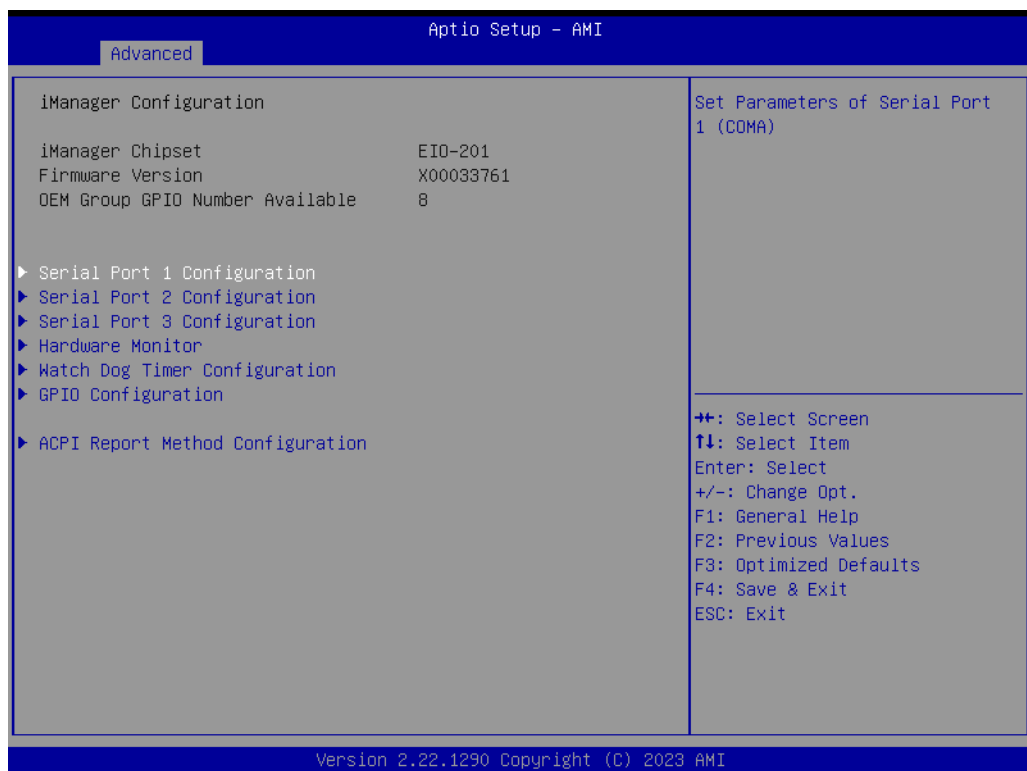 Aptio Setup – AMI
Advanced
iManager Configuration
iManager Chipset EIO-201
Firmware Version X00033761
OEM Group GPIO Number Available 8
▶ Serial Port 1 Configuration
▶ Serial Port 2 Configuration
▶ Serial Port 3 Configuration
▶ Hardware Monitor
▶ Watch Dog Timer Configuration
▶ GPIO Configuration
▶ ACPI Report Method Configuration
Set Parameters of Serial Port
1 (COMA)
→←: Select Screen
↑↓: Select Item
Enter: Select
+/-: Change Opt.
F1: General Help
F2: Previous Values
F3: Optimized Defaults
F4: Save & Exit
ESC: Exit
Version 2.22.1290 Copyright (C) 2023 AMI